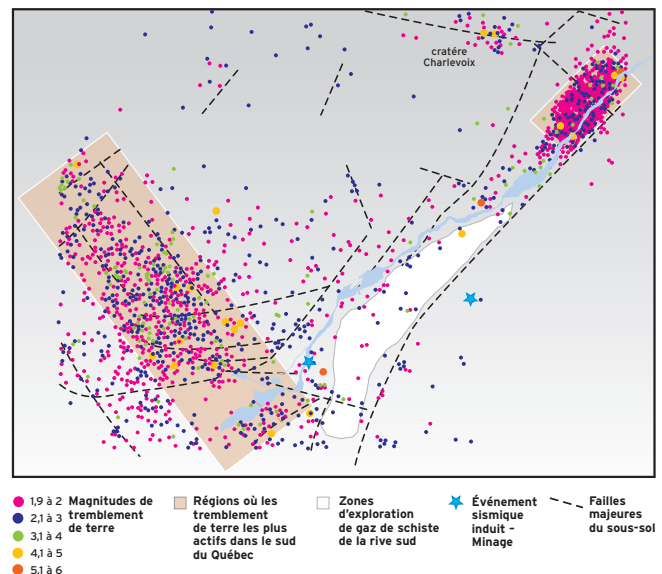 cratére
Charlevoix
1,9 à 2
2,1 à 3
3,1 à 4
4,1 à 5
5,1 à 6
Magnitudes de
tremblement
de terre
Régions où les
tremblement
de terre les plus
actifs dans le sud
du Québec
Zones
d'exploration
de gaz de schiste
de la rive sud
Événement
sismique
induit –
Minage
Failles
majeures
du sous-sol